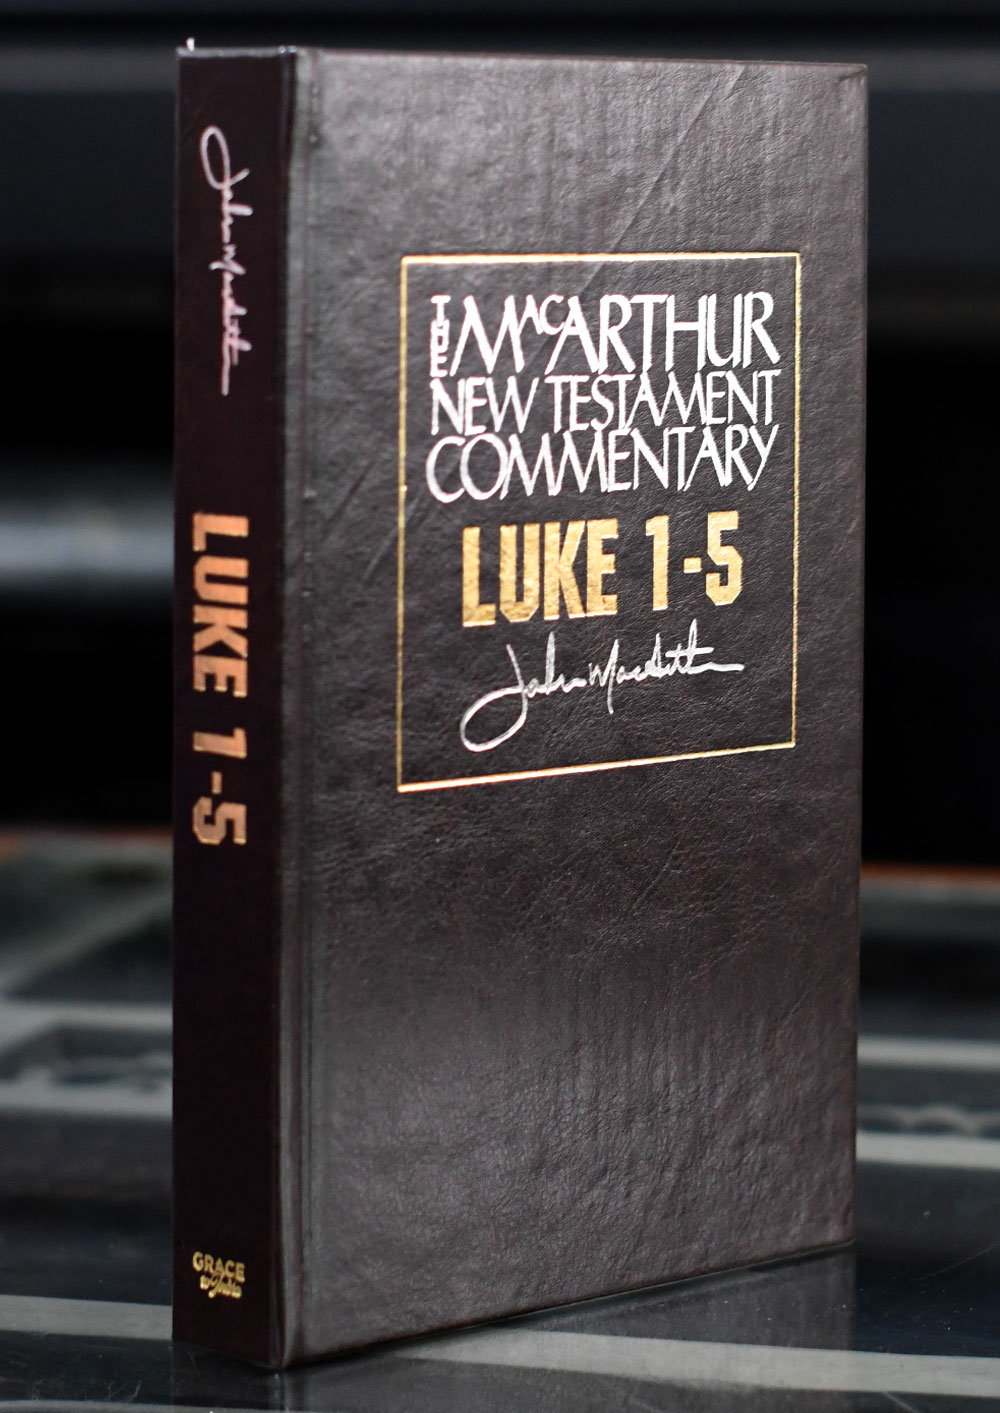 John MacArthur
LUKE 1-5
GRACE
THE MACARTHUR
NEW TESTAMENT
COMMENTARY
LUKE 1-5
John MacArthur